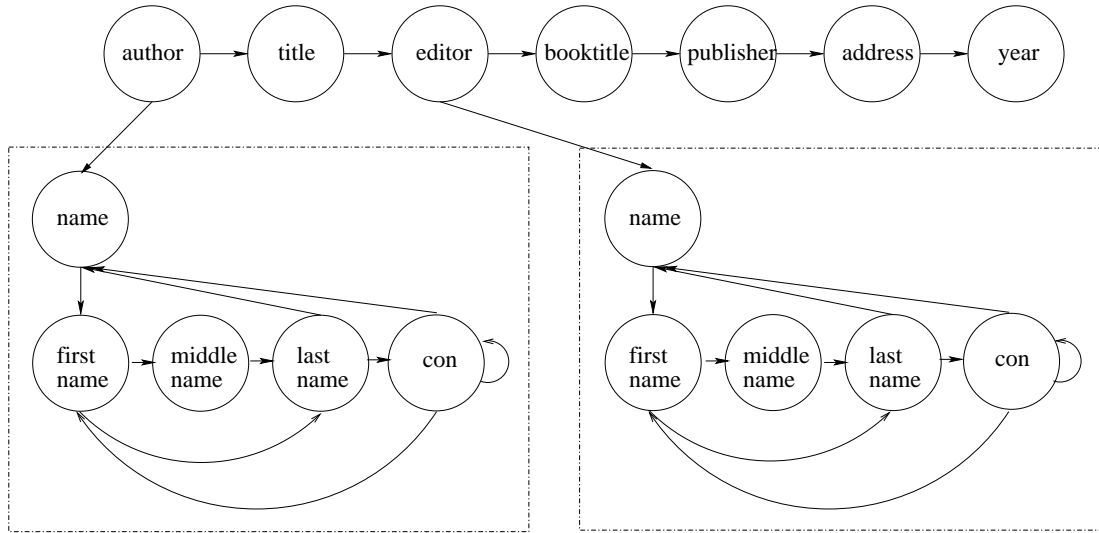 author title editor booktitle publisher address year
name
first name
middle name
last name
con
name
first name
middle name
last name
con